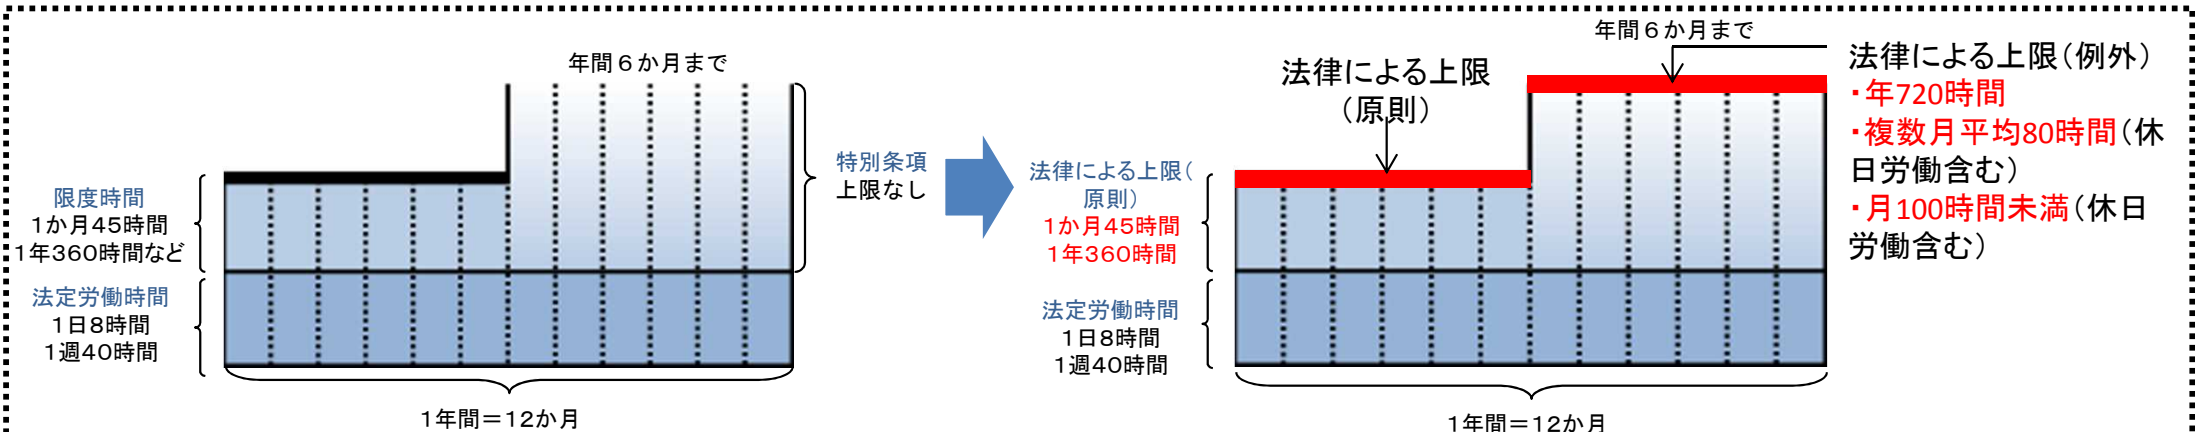 年間６か月まで
限度時間
1か月45時間
1年360時間など
法定労働時間
1日8時間
1週40時間
特別条項
上限なし
1年間＝12か月
年間６か月まで
法律による上限
（原則）
法律による上限(
原則)
1か月45時間
1年360時間
法定労働時間
1日8時間
1週40時間
1年間＝12か月
法律による上限(例外)
・年720時間
・複数月平均80時間(休
日労働含む)
・月100時間未満(休日
労働含む)